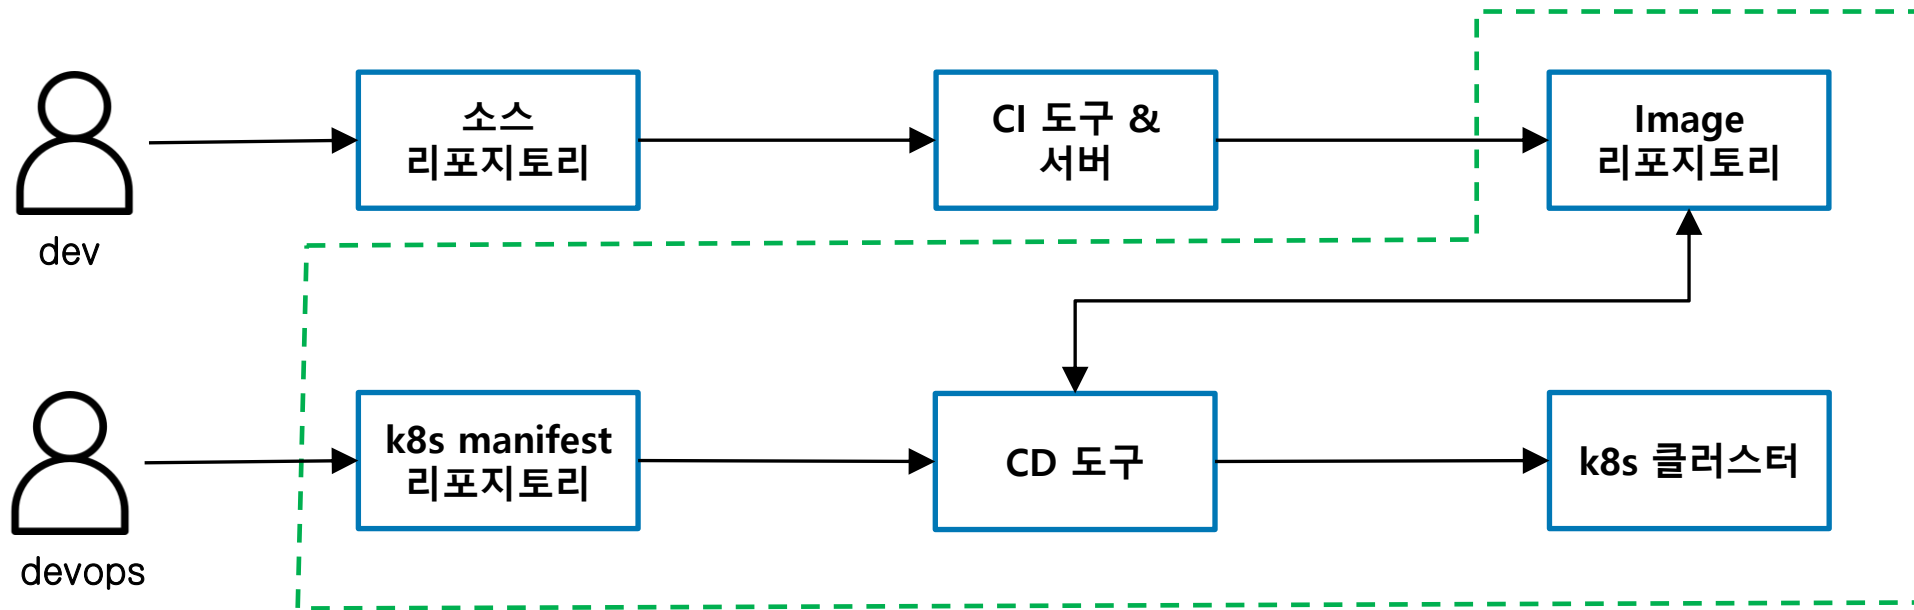 소스
리포지토리
CI 도구 &
서버
Image
리포지토리
dev
k8s manifest
리포지토리
CD 도구
k8s 클러스터
devops